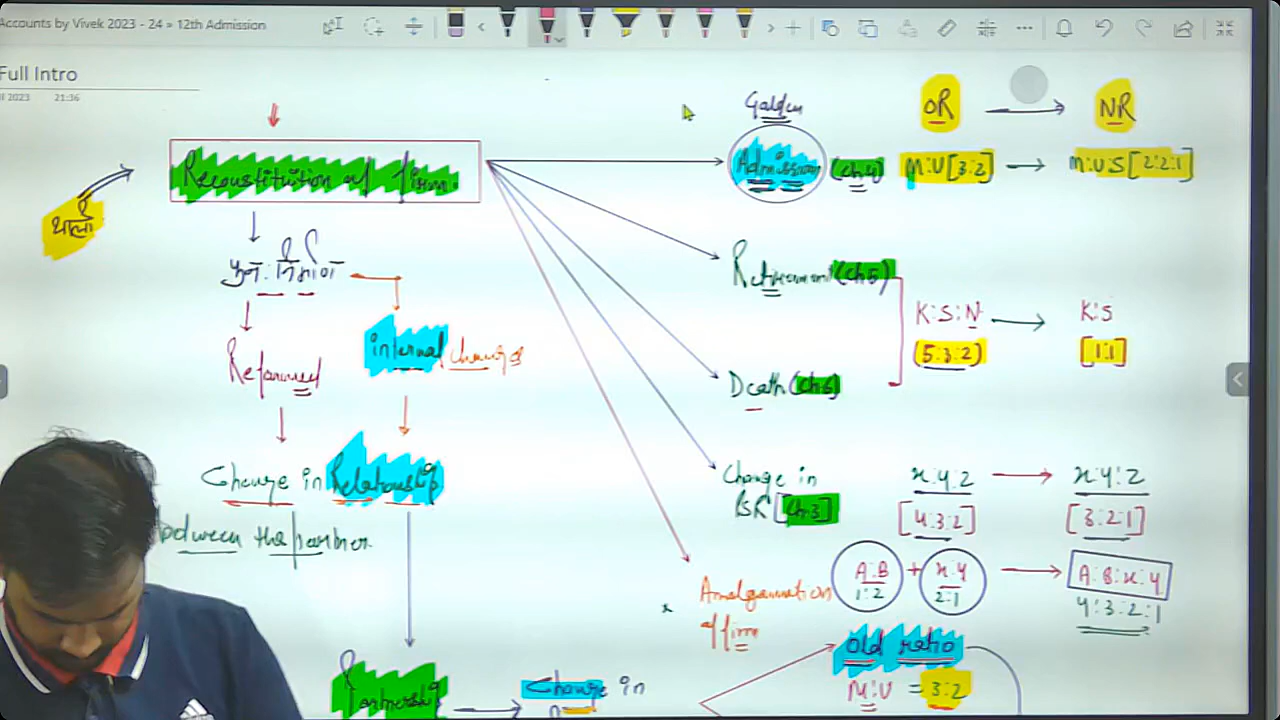 Accounts by Vivek 2023 - 24 » 12th Admission
Full Intro
2023 21:36
Reconstituition of firm.
पुन: निर्माण
Reformed
internal change
Change in Relationship
between the partner.
Partnership
Change in
Golden
Admission (ch 4)
OR
NR
M:V [3:2]
M:V:S [2:2:1]
Retirement (ch 5)
K:S:N
K:S
(5:3:2)
[1:1]
Death (ch 6)
Change in
PSR [ch 3]
x:y:z
x:y:z
[4:3:2]
[3:2:1]
Amalgamation
of firm
A:B
1:2
+
x:y
2:1
A:B:x:y
4:3:2:1
Old ratio
M:V = 3:2